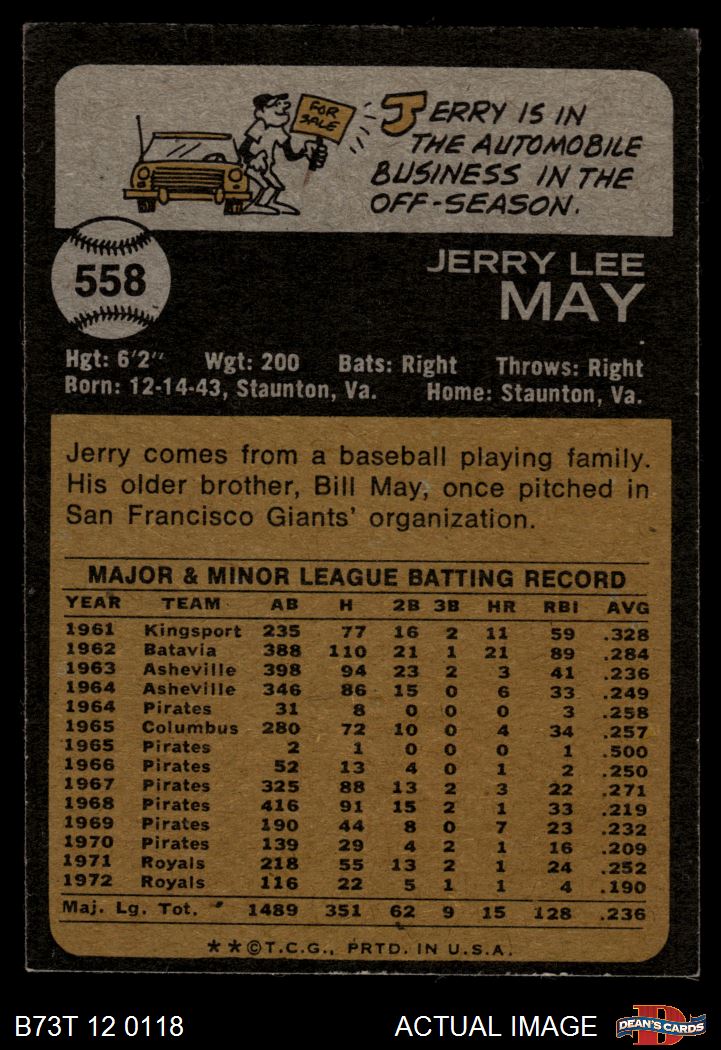 FOR
SALE
JERRY IS IN
THE AUTOMOBILE
BUSINESS IN THE
OFF-SEASON.
558
JERRY LEE
MAY
Hgt: 6'2" Wgt: 200 Bats: Right Throws: Right
Born: 12-14-43, Staunton, Va. Home: Staunton, Va.
Jerry comes from a baseball playing family.
His older brother, Bill May, once pitched in
San Francisco Giants' organization.
MAJOR & MINOR LEAGUE BATTING RECORD
YEAR TEAM AB H 2B 3B HR RBI AVG
1961 Kingsport 235 77 16 2 11 59 .328
1962 Batavia 388 110 21 1 21 89 .284
1963 Asheville 398 94 23 2 3 41 .236
1964 Asheville 346 86 15 0 6 33 .249
1964 Pirates 31 8 0 0 0 3 .258
1965 Columbus 280 72 10 0 4 34 .257
1965 Pirates 2 1 0 0 0 1 .500
1966 Pirates 52 13 4 0 1 2 .250
1967 Pirates 325 88 13 2 3 22 .271
1968 Pirates 416 91 15 2 1 33 .219
1969 Pirates 190 44 8 0 7 23 .232
1970 Pirates 139 29 4 2 1 16 .209
1971 Royals 218 55 13 2 1 24 .252
1972 Royals 116 22 5 1 1 4 .190
Maj. Lg. Tot. 1489 351 62 9 15 128 .236
**©T.C.G., PRTD. IN U.S.A.
B73T 12 0118 ACTUAL IMAGE
D
DEAN'S CARDS